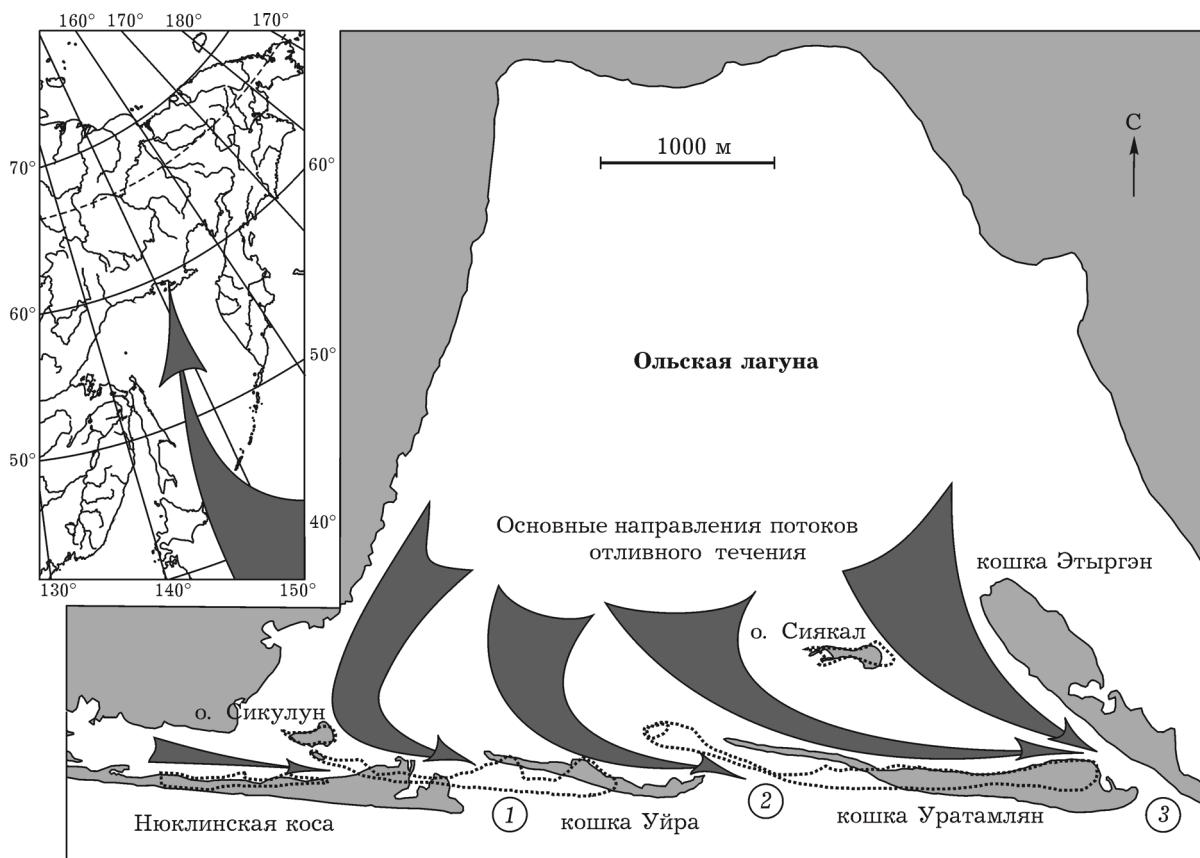 160° 170° 180° 170°
70°
60°
60°
50°
50°
40°
130° 140° 150°
1000 м
С
Ольская лагуна
Основные направления потоков
отливного течения
кошка Этыргэн
о. Сиякал
о. Сикулун
Нюклинская коса
1
кошка Уйра
2
кошка Уратамлян
3